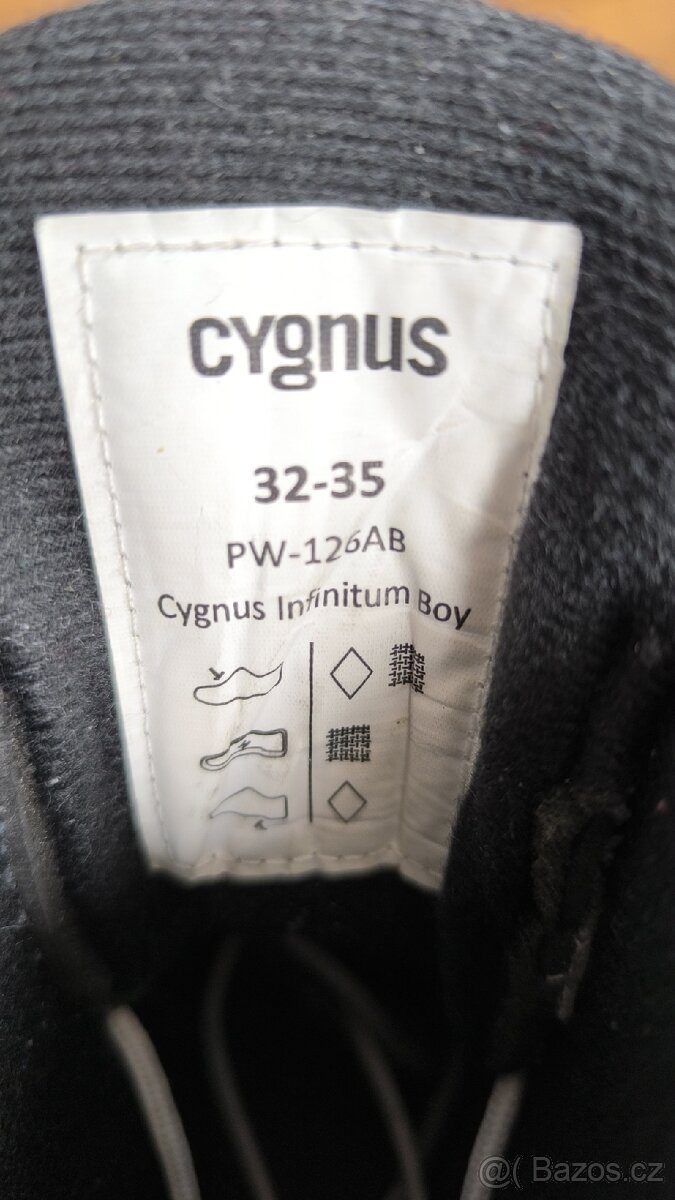 cygnus
32-35
PW-126AB
Cygnus Infinitum Boy
@( Bazos.cz